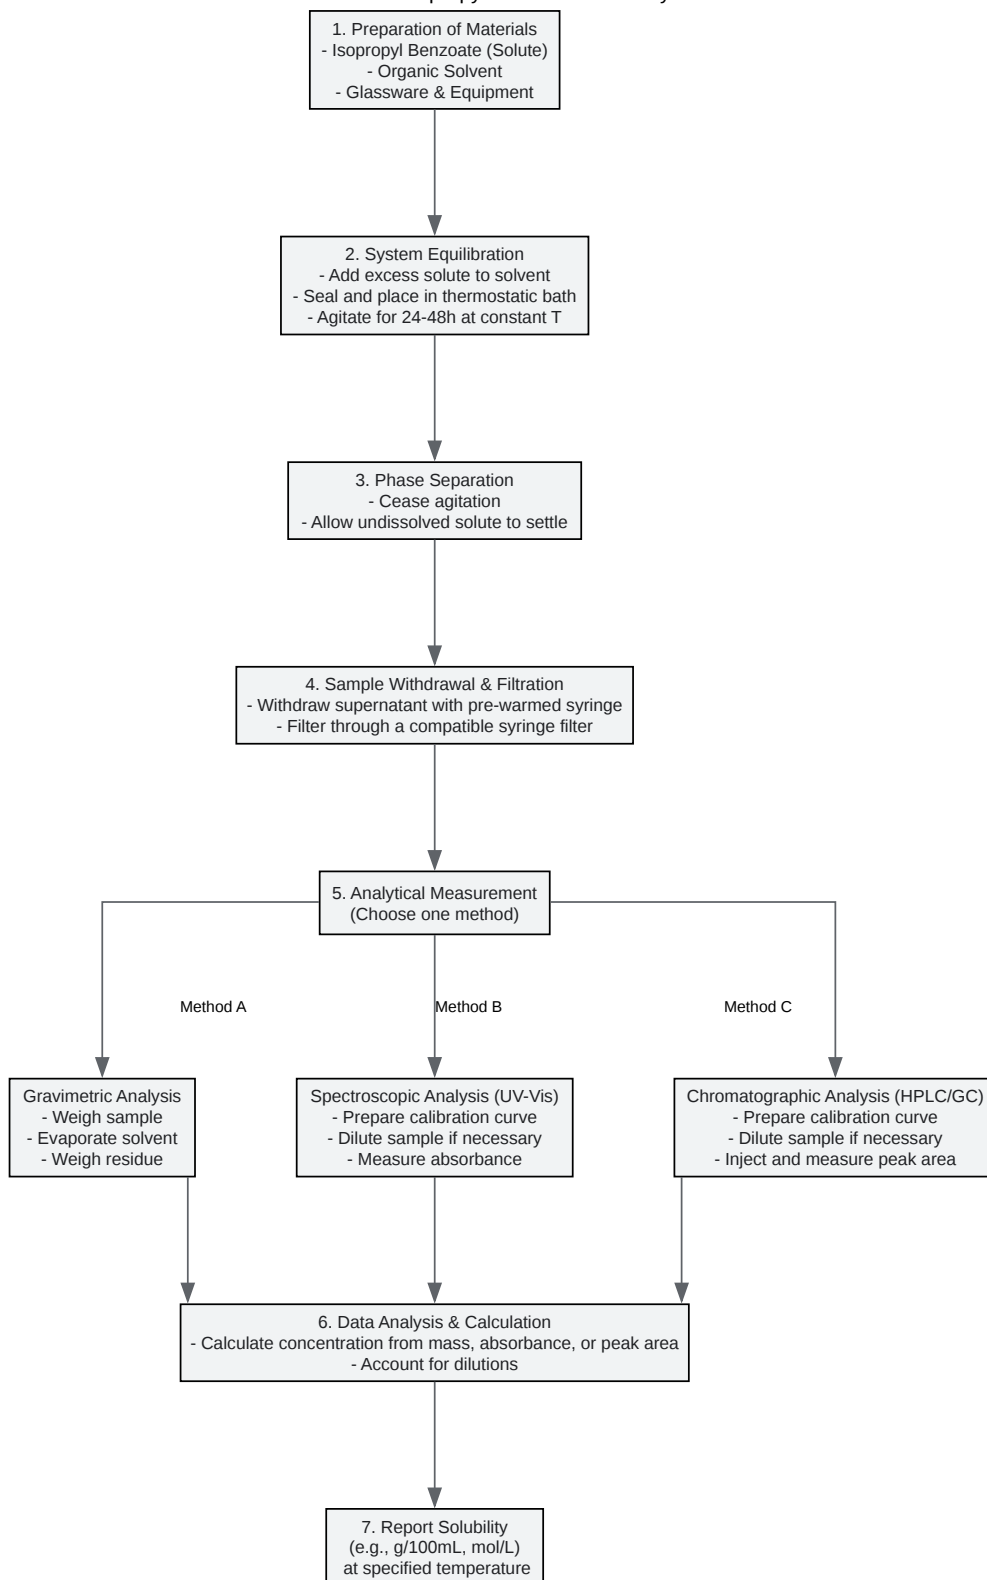 1. Preparation of Materials
- Isopropyl Benzoate (Solute)
- Organic Solvent
- Glassware & Equipment
2. System Equilibration
- Add excess solute to solvent
- Seal and place in thermostatic bath
- Agitate for 24-48h at constant T
3. Phase Separation
- Cease agitation
- Allow undissolved solute to settle
4. Sample Withdrawal & Filtration
- Withdraw supernatant with pre-warmed syringe
- Filter through a compatible syringe filter
5. Analytical Measurement
(Choose one method)
Method A
Method B
Method C
Gravimetric Analysis
- Weigh sample
- Evaporate solvent
- Weigh residue
Spectroscopic Analysis (UV-Vis)
- Prepare calibration curve
- Dilute sample if necessary
- Measure absorbance
Chromatographic Analysis (HPLC/GC)
- Prepare calibration curve
- Dilute sample if necessary
- Inject and measure peak area
6. Data Analysis & Calculation
- Calculate concentration from mass, absorbance, or peak area
- Account for dilutions
7. Report Solubility
(e.g., g/100mL, mol/L)
at specified temperature